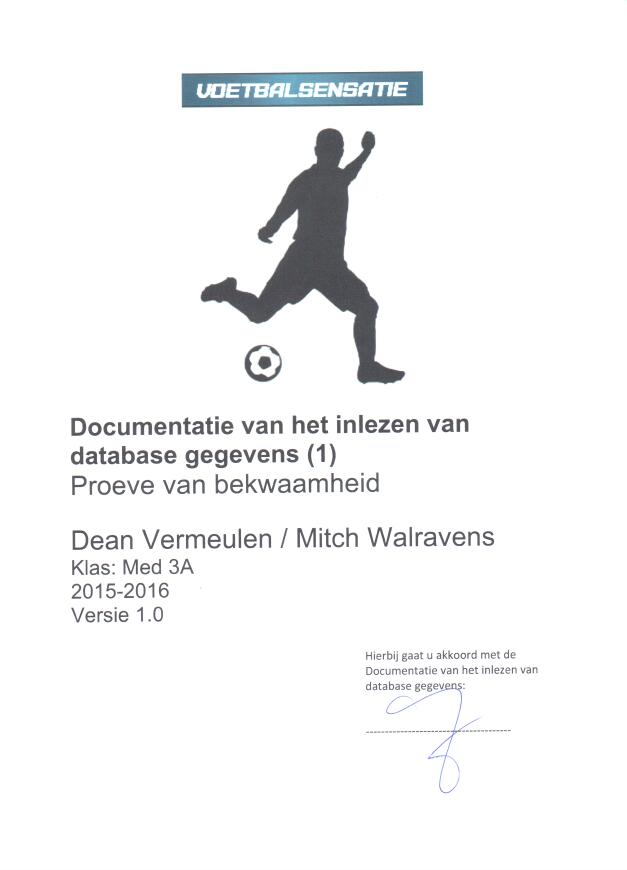 VOETBALSENSATIE
Documentatie van het inlezen van
database gegevens (1)
Proeve van bekwaamheid
Dean Vermeulen / Mitch Walravens
Klas: Med 3A
2015-2016
Versie 1.0
Hierbij gaat u akkoord met de
Documentatie van het inlezen van
database gegevens: